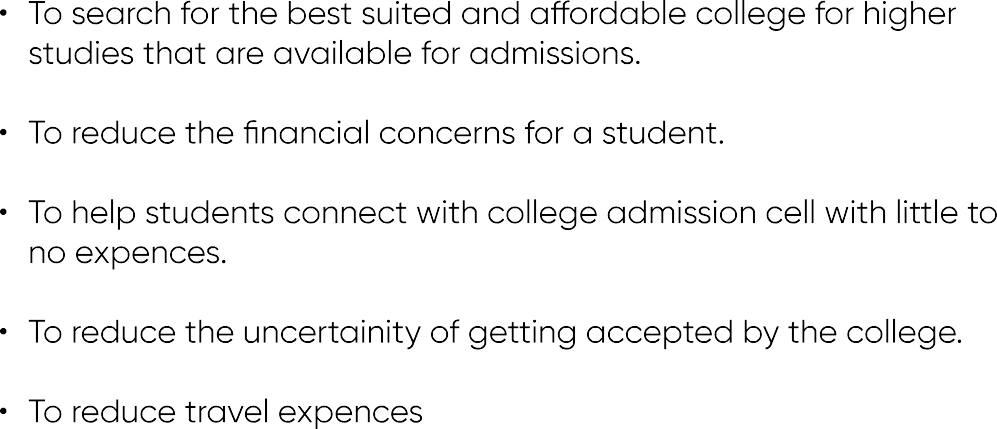 • To search for the best suited and affordable college for higher
studies that are available for admissions.
• To reduce the financial concerns for a student.
• To help students connect with college admission cell with little to
no expences.
• To reduce the uncertainity of getting accepted by the college.
• To reduce travel expences